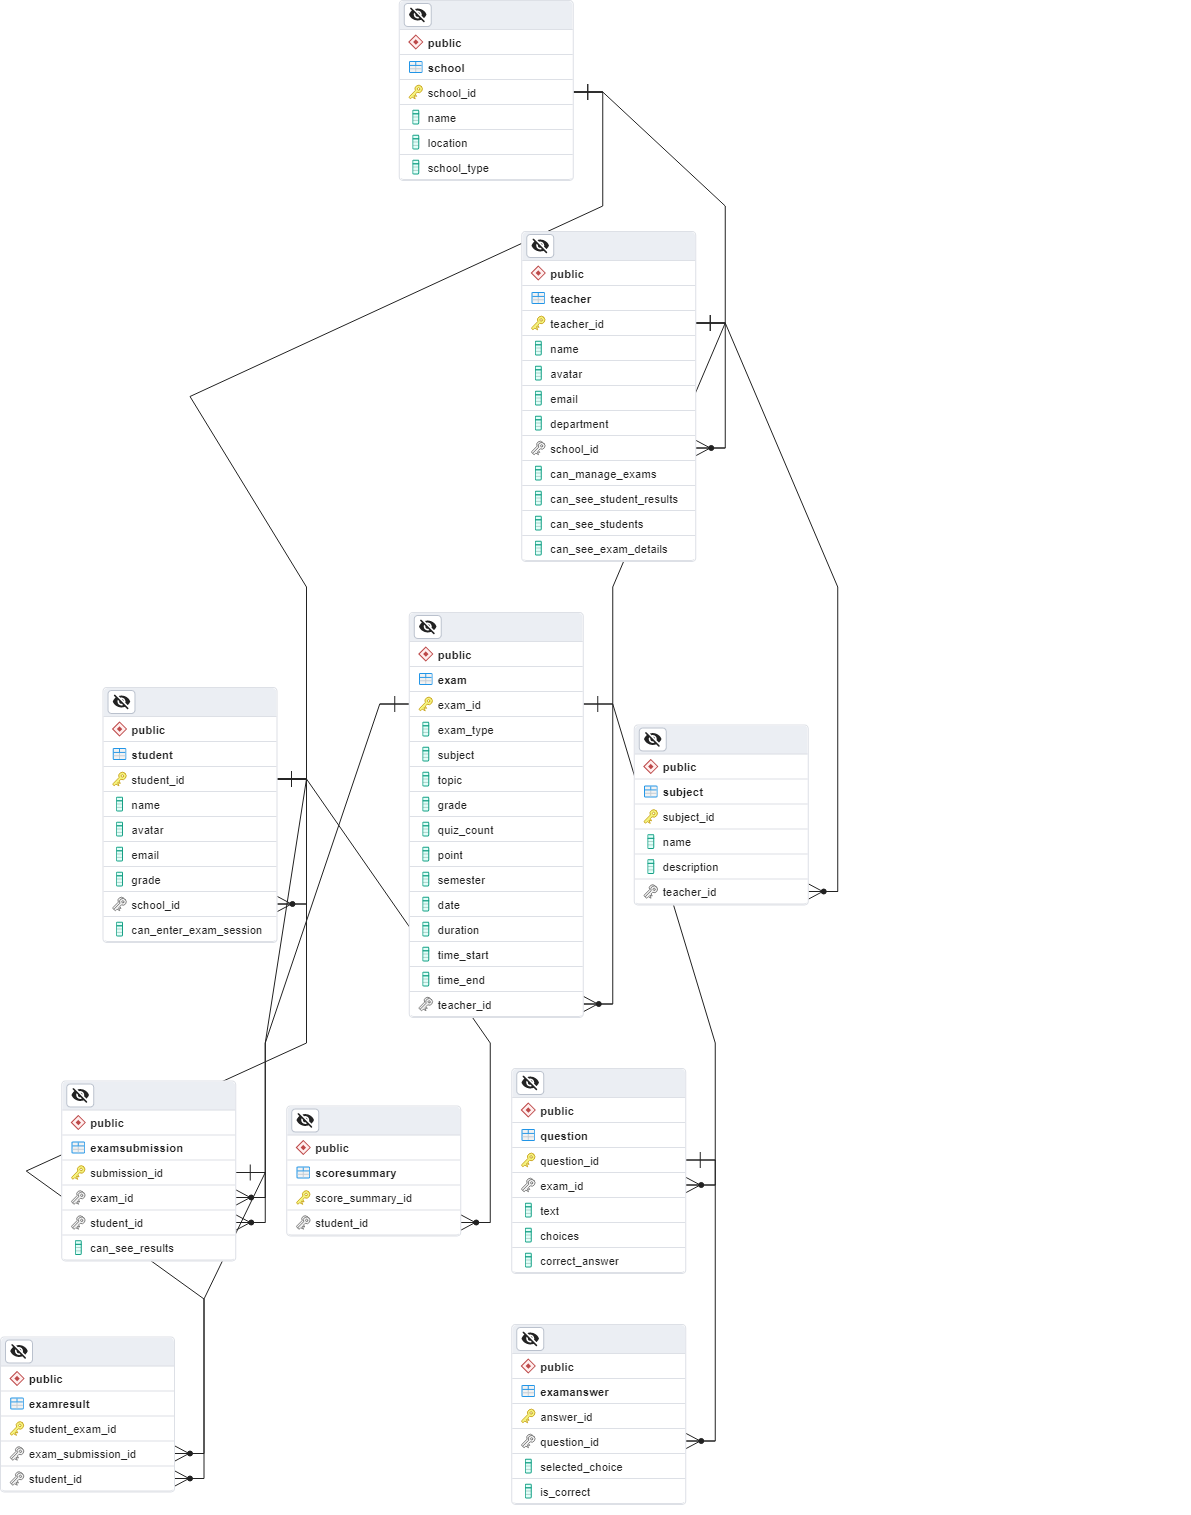 public
school
school_id
name
location
school_type
public
teacher
teacher_id
name
avatar
email
department
school_id
can_manage_exams
can_see_student_results
can_see_students
can_see_exam_details
public
exam
exam_id
exam_type
subject
topic
grade
quiz_count
point
semester
date
duration
time_start
time_end
teacher_id
public
student
student_id
name
avatar
email
grade
school_id
can_enter_exam_session
public
subject
subject_id
name
description
teacher_id
public
examsubmission
submission_id
exam_id
student_id
can_see_results
public
scoresummary
score_summary_id
student_id
public
question
question_id
exam_id
text
choices
correct_answer
public
examresult
student_exam_id
exam_submission_id
student_id
public
examanswer
answer_id
question_id
selected_choice
is_correct